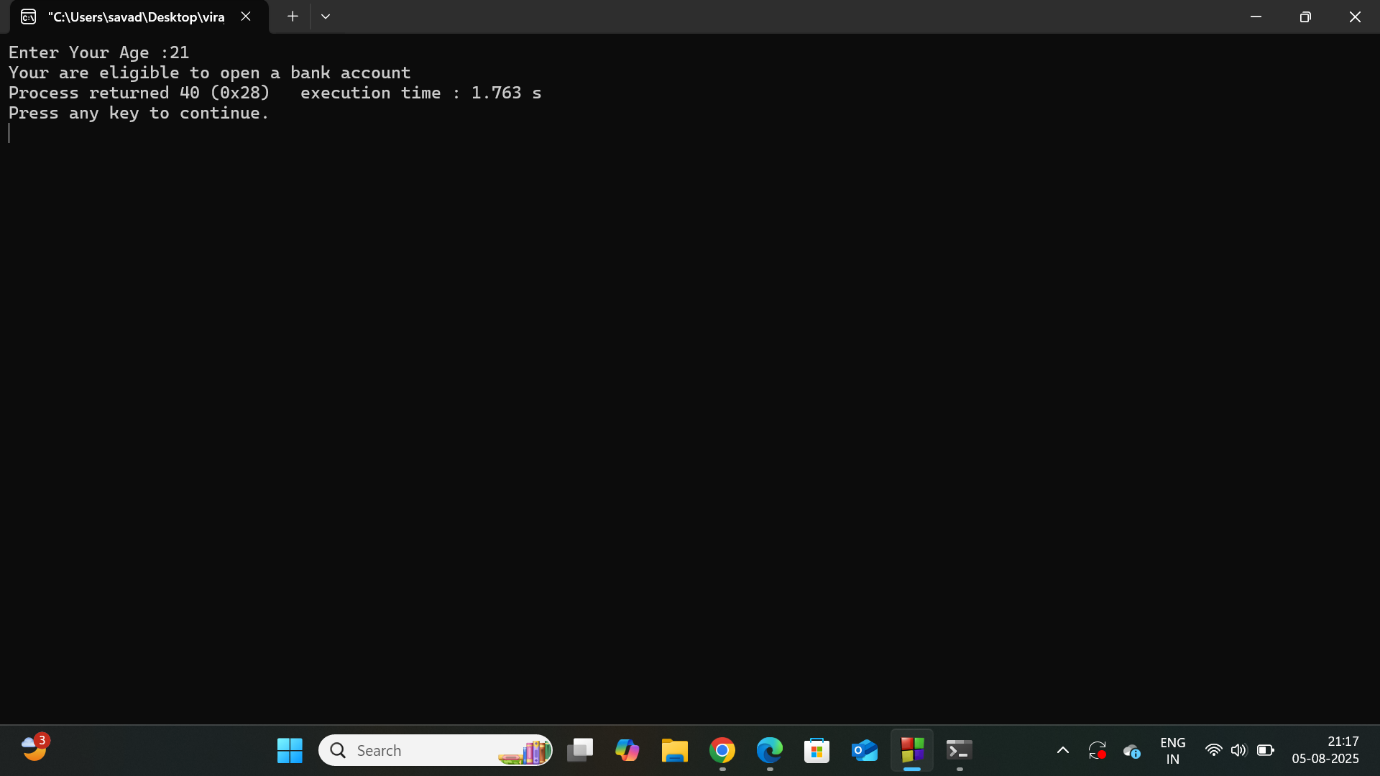 "C:\Users\savad\Desktop\vira
Enter Your Age :21
Your are eligible to open a bank account
Process returned 40 (0x28)   execution time : 1.763 s
Press any key to continue.
3
Search
ENG
IN
21:17
05-08-2025